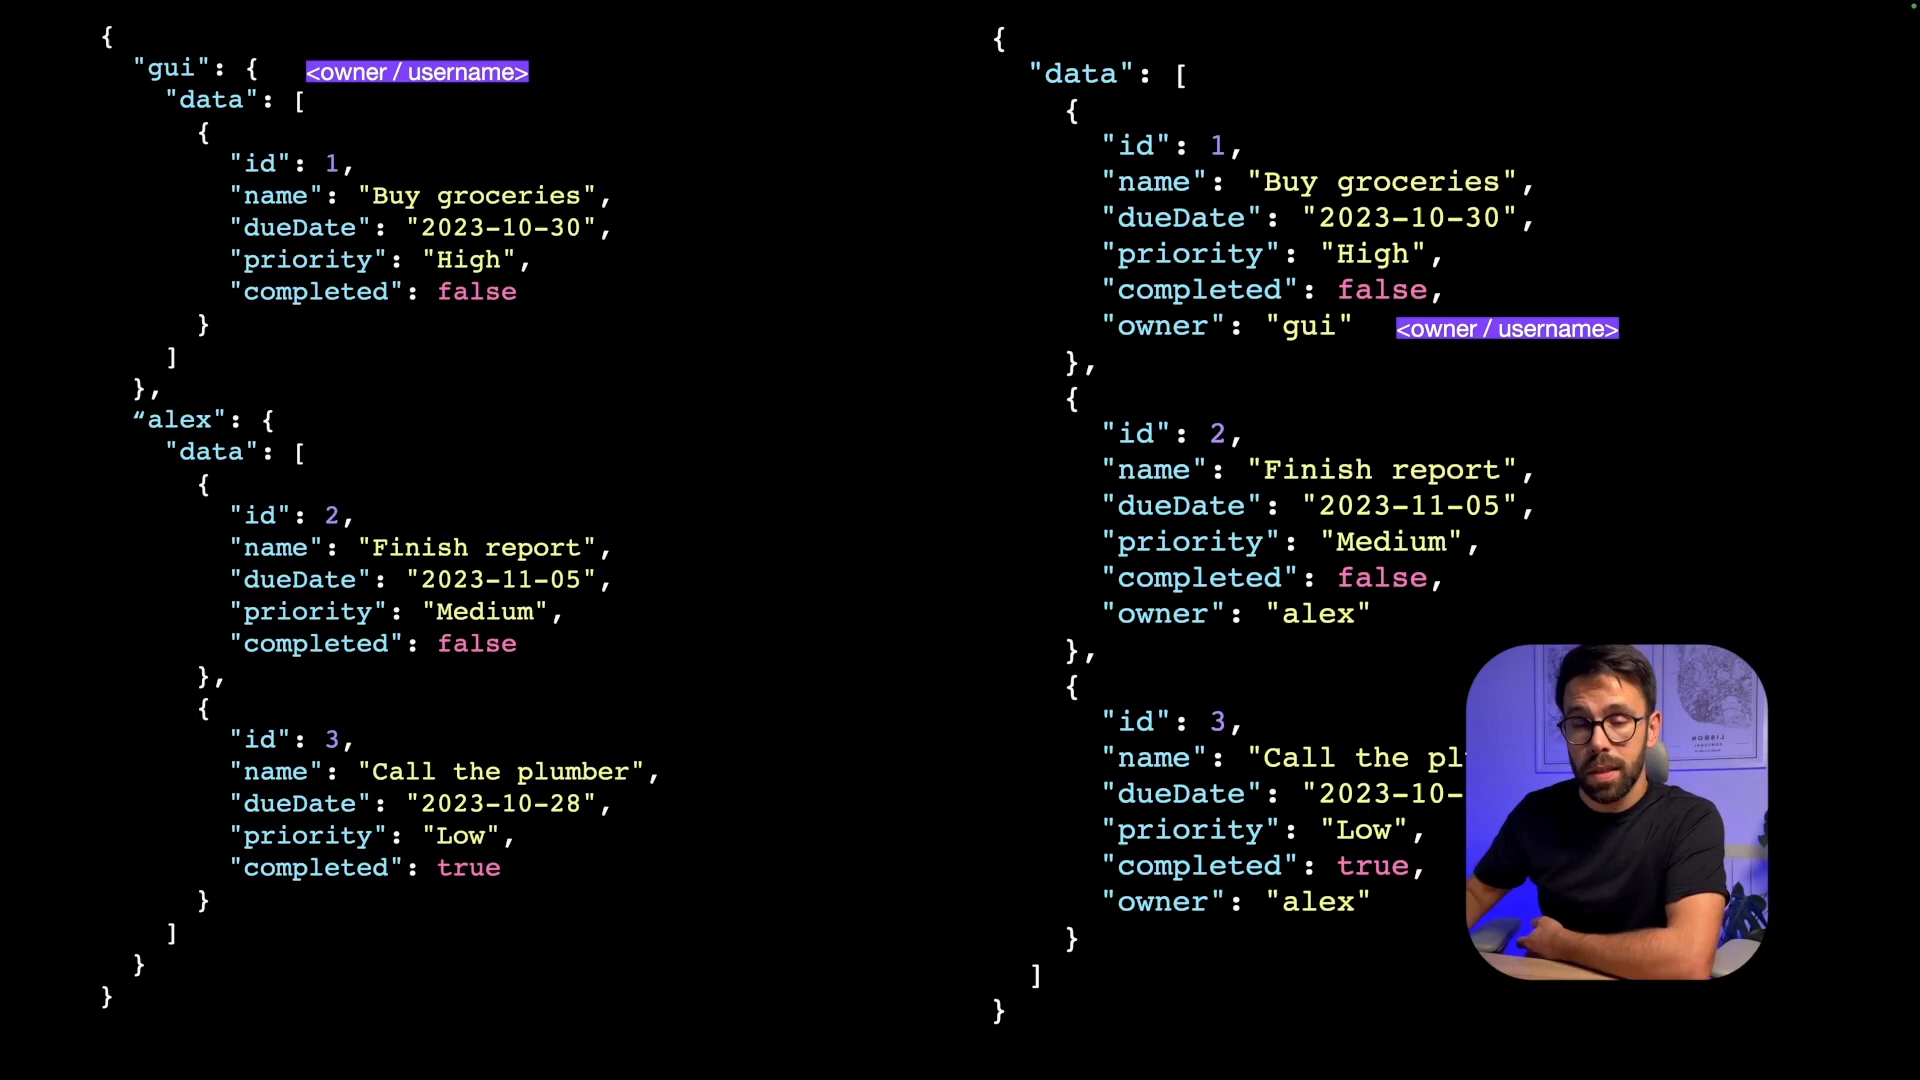 {
"gui": { <owner / username>
"data": [
{
"id": 1,
"name": "Buy groceries",
"dueDate": "2023-10-30",
"priority": "High",
"completed": false
}
]
},
“alex": {
"data": [
{
"id": 2,
"name": "Finish report",
"dueDate": "2023-11-05",
"priority": "Medium",
"completed": false
},
{
"id": 3,
"name": "Call the plumber",
"dueDate": "2023-10-28",
"priority": "Low",
"completed": true
}
]
}
}
{
"data": [
{
"id": 1,
"name": "Buy groceries",
"dueDate": "2023-10-30",
"priority": "High",
"completed": false,
"owner": "gui" <owner / username>
},
{
"id": 2,
"name": "Finish report",
"dueDate": "2023-11-05",
"priority": "Medium",
"completed": false,
"owner": "alex"
},
{
"id": 3,
"name": "Call the pl
"dueDate": "2023-10-
"priority": "Low",
"completed": true,
"owner": "alex"
}
]
}
LISBON